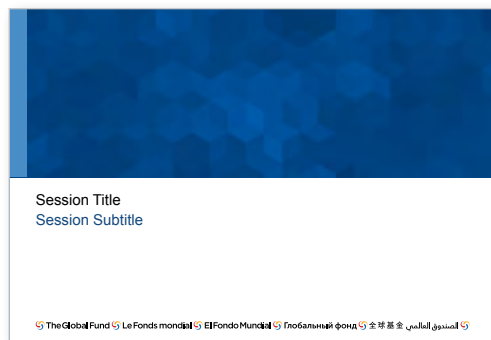 Session Title
Session Subtitle
The Global Fund Le Fonds mondial El Fondo Mundial Глобальный фонд 全球基金 الصندوق العالمي